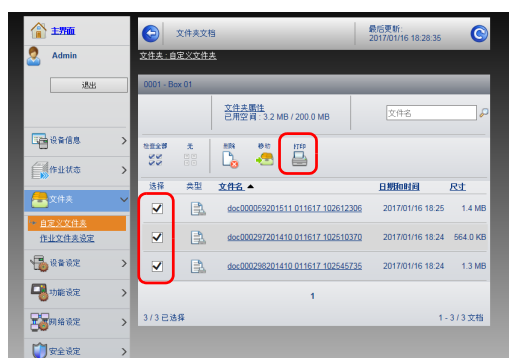 主界面
Admin
退出
设备信息
作业状态
文件夹
自定义文件夹
作业文件夹设定
设备设定
功能设定
网络设定
安全设定
文件夹文档
最后更新:
2017/01/16 18:28:35
文件夹:自定义文件夹
0001 - Box 01
文件夹属性
已用空间:3.2 MB / 200.0 MB
文件名
检查全部 无 删除 移动 打印
选择 类型 文件名 日期和时间 尺寸
doc000059201511 011617 102612306 2017/01/16 18:25 1.4 MB
doc000297201410 011617 102510370 2017/01/16 18:24 564.0 KB
doc000298201410 011617 102545735 2017/01/16 18:24 1.3 MB
1
3 / 3 已选择 1 - 3 / 3 文档